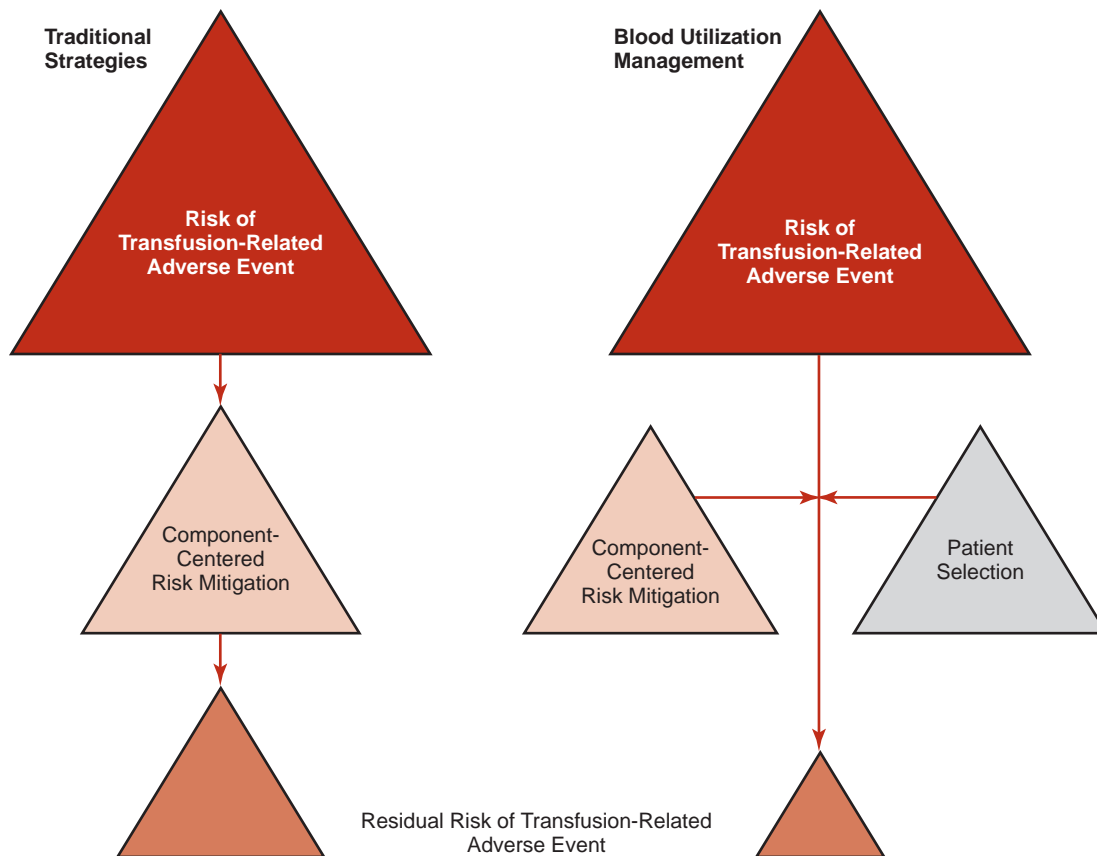 Traditional
Strategies
Risk of
Transfusion-Related
Adverse Event
Component-
Centered
Risk Mitigation
Blood Utilization
Management
Risk of
Transfusion-Related
Adverse Event
Component-
Centered
Risk Mitigation
Patient
Selection
Residual Risk of Transfusion-Related
Adverse Event